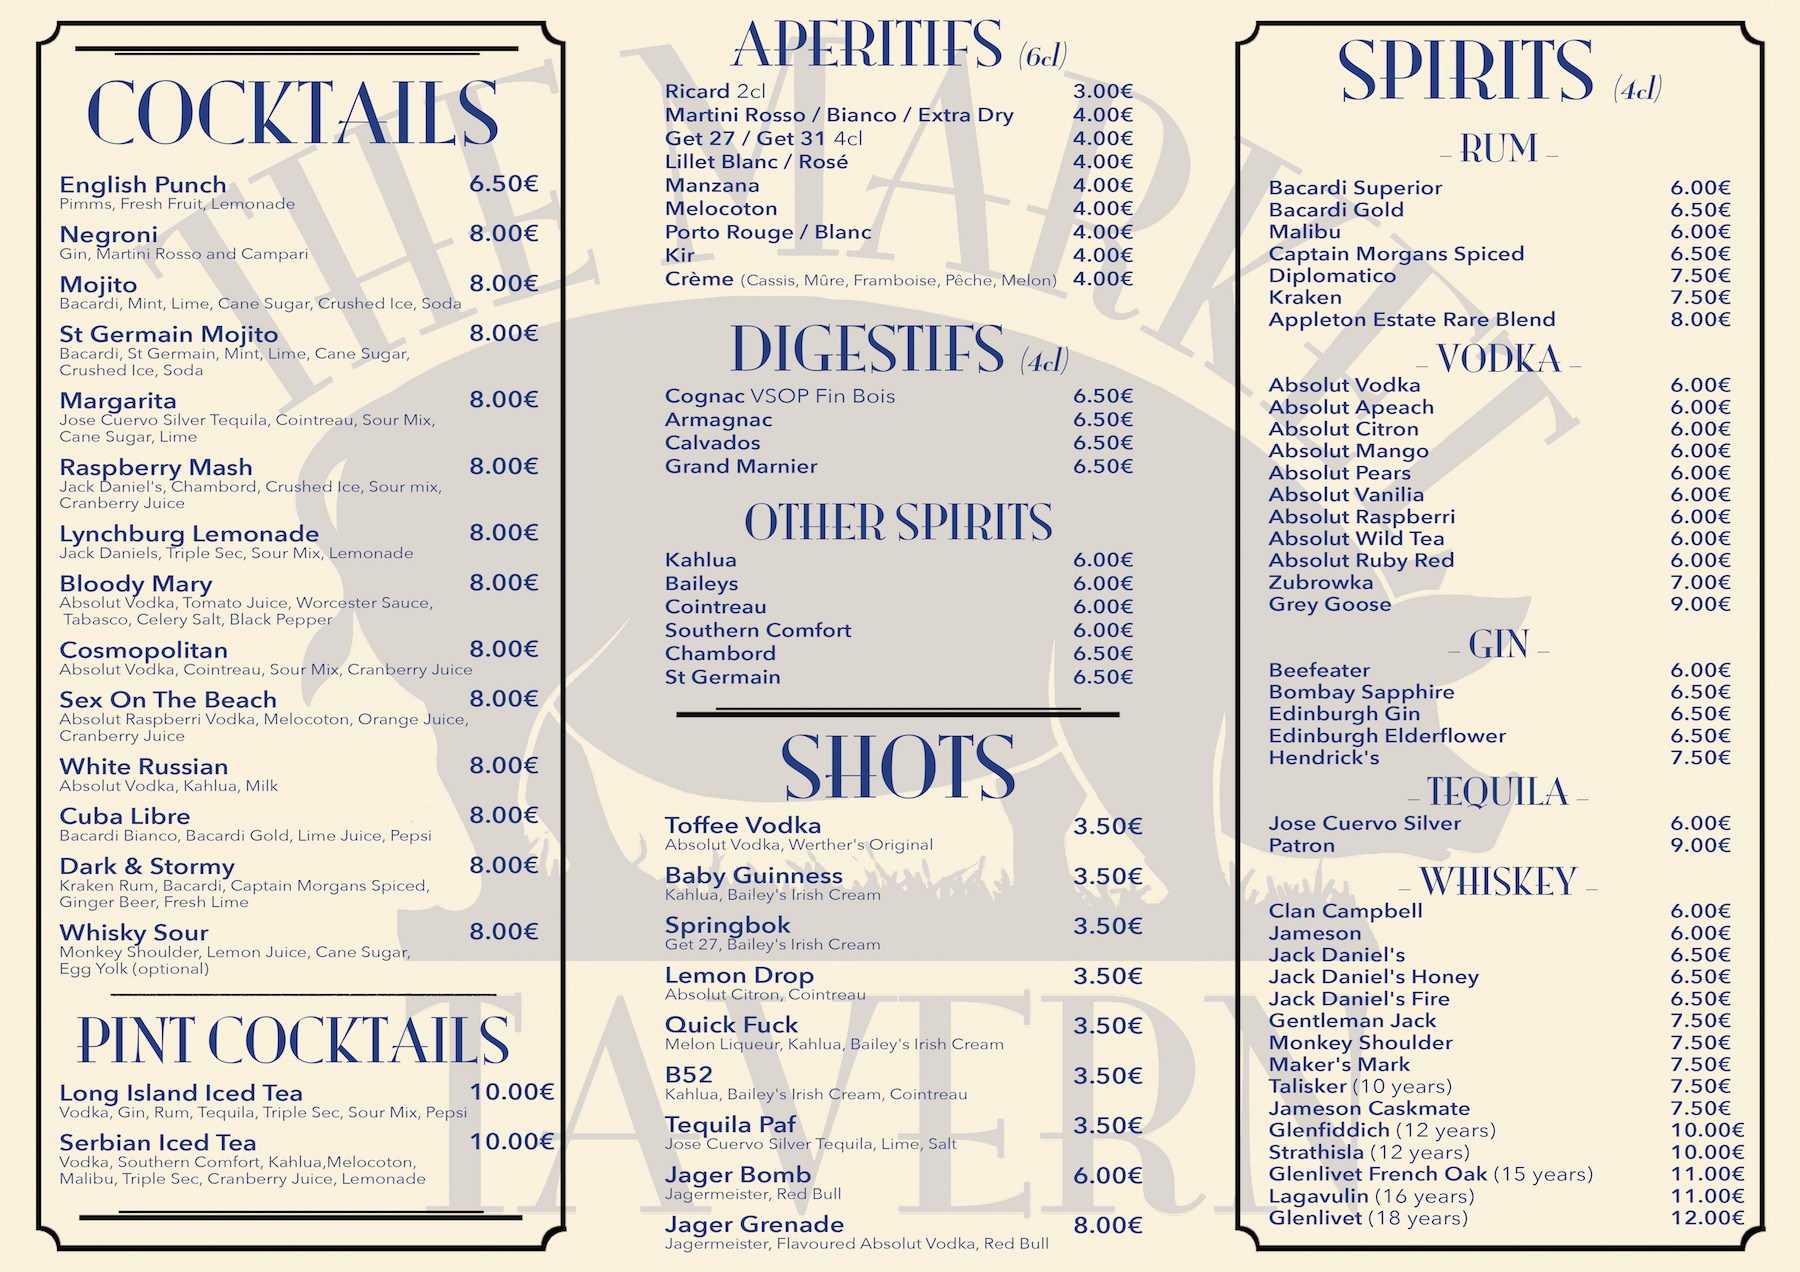 COCKTAILS
English Punch 6.50€
Pimms, Fresh Fruit, Lemonade
Negroni 8.00€
Gin, Martini Rosso and Campari
Mojito 8.00€
Bacardi, Mint, Lime, Cane Sugar, Crushed Ice, Soda
St Germain Mojito 8.00€
Bacardi, St Germain, Mint, Lime, Cane Sugar,
Crushed Ice, Soda
Margarita 8.00€
Jose Cuervo Silver Tequila, Cointreau, Sour Mix,
Cane Sugar, Lime
Raspberry Mash 8.00€
Jack Daniel's, Chambord, Crushed Ice, Sour mix,
Cranberry Juice
Lynchburg Lemonade 8.00€
Jack Daniels, Triple Sec, Sour Mix, Lemonade
Bloody Mary 8.00€
Absolut Vodka, Tomato Juice, Worcester Sauce,
Tabasco, Celery Salt, Black Pepper
Cosmopolitan 8.00€
Absolut Vodka, Cointreau, Sour Mix, Cranberry Juice
Sex On The Beach 8.00€
Absolut Raspberri Vodka, Melocoton, Orange Juice,
Cranberry Juice
White Russian 8.00€
Absolut Vodka, Kahlua, Milk
Cuba Libre 8.00€
Bacardi Bianco, Bacardi Gold, Lime Juice, Pepsi
Dark & Stormy 8.00€
Kraken Rum, Bacardi, Captain Morgans Spiced,
Ginger Beer, Fresh Lime
Whisky Sour 8.00€
Monkey Shoulder, Lemon Juice, Cane Sugar,
Egg Yolk (optional)
PINT COCKTAILS
Long Island Iced Tea 10.00€
Vodka, Gin, Rum, Tequila, Triple Sec, Sour Mix, Pepsi
Serbian Iced Tea 10.00€
Vodka, Southern Comfort, Kahlua,Melocoton,
Malibu, Triple Sec, Cranberry Juice, Lemonade
APERITIFS (6cl)
Ricard 2cl 3.00€
Martini Rosso / Bianco / Extra Dry 4.00€
Get 27 / Get 31 4cl 4.00€
Lillet Blanc / Rosé 4.00€
Manzana 4.00€
Melocoton 4.00€
Porto Rouge / Blanc 4.00€
Kir 4.00€
Crème (Cassis, Mûre, Framboise, Pêche, Melon) 4.00€
DIGESTIFS (4cl)
Cognac VSOP Fin Bois 6.50€
Armagnac 6.50€
Calvados 6.50€
Grand Marnier 6.50€
OTHER SPIRITS
Kahlua 6.00€
Baileys 6.00€
Cointreau 6.00€
Southern Comfort 6.00€
Chambord 6.50€
St Germain 6.50€
SHOTS
Toffee Vodka 3.50€
Absolut Vodka, Werther's Original
Baby Guinness 3.50€
Kahlua, Bailey's Irish Cream
Springbok 3.50€
Get 27, Bailey's Irish Cream
Lemon Drop 3.50€
Absolut Citron, Cointreau
Quick Fuck 3.50€
Melon Liqueur, Kahlua, Bailey's Irish Cream
B52 3.50€
Kahlua, Bailey's Irish Cream, Cointreau
Tequila Paf 3.50€
Jose Cuervo Silver Tequila, Lime, Salt
Jager Bomb 6.00€
Jagermeister, Red Bull
Jager Grenade 8.00€
Jagermeister, Flavoured Absolut Vodka, Red Bull
SPIRITS (4cl)
– RUM –
Bacardi Superior 6.00€
Bacardi Gold 6.50€
Malibu 6.00€
Captain Morgans Spiced 6.50€
Diplomatico 7.50€
Kraken 7.50€
Appleton Estate Rare Blend 8.00€
– VODKA –
Absolut Vodka 6.00€
Absolut Apeach 6.00€
Absolut Citron 6.00€
Absolut Mango 6.00€
Absolut Pears 6.00€
Absolut Vanilia 6.00€
Absolut Raspberri 6.00€
Absolut Wild Tea 6.00€
Absolut Ruby Red 6.00€
Zubrowka 7.00€
Grey Goose 9.00€
– GIN –
Beefeater 6.00€
Bombay Sapphire 6.50€
Edinburgh Gin 6.50€
Edinburgh Elderflower 6.50€
Hendrick's 7.50€
– TEQUILA –
Jose Cuervo Silver 6.00€
Patron 9.00€
– WHISKEY –
Clan Campbell 6.00€
Jameson 6.00€
Jack Daniel's 6.50€
Jack Daniel's Honey 6.50€
Jack Daniel's Fire 6.50€
Gentleman Jack 7.50€
Monkey Shoulder 7.50€
Maker's Mark 7.50€
Talisker (10 years) 7.50€
Jameson Caskmate 7.50€
Glenfiddich (12 years) 10.00€
Strathisla (12 years) 10.00€
Glenlivet French Oak (15 years) 11.00€
Lagavulin (16 years) 11.00€
Glenlivet (18 years) 12.00€
THE MARKET
TAVERN